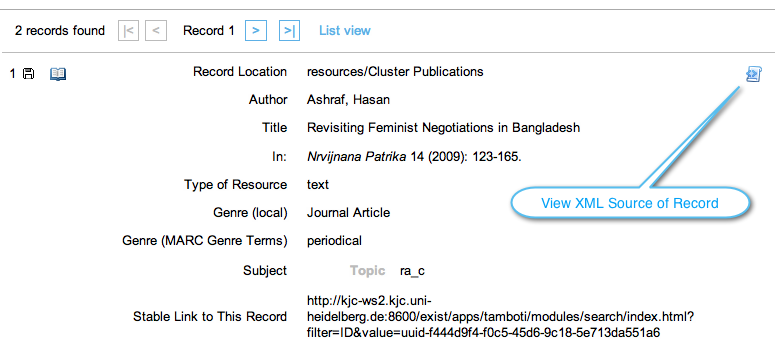 2 records found |< < Record 1 > >| List view
1 Record Location resources/Cluster Publications
Author Ashraf, Hasan
Title Revisiting Feminist Negotiations in Bangladesh
In: Nrvijnana Patrika 14 (2009): 123-165.
Type of Resource text
View XML Source of Record
Genre (local) Journal Article
Genre (MARC Genre Terms) periodical
Subject Topic ra_c
Stable Link to This Record http://kjc-ws2.kjc.uni-
heidelberg.de:8600/exist/apps/tamboti/modules/search/index.html?
filter=ID&value=uuid-f444d9f4-f0c5-45d6-9c18-5e713da551a6